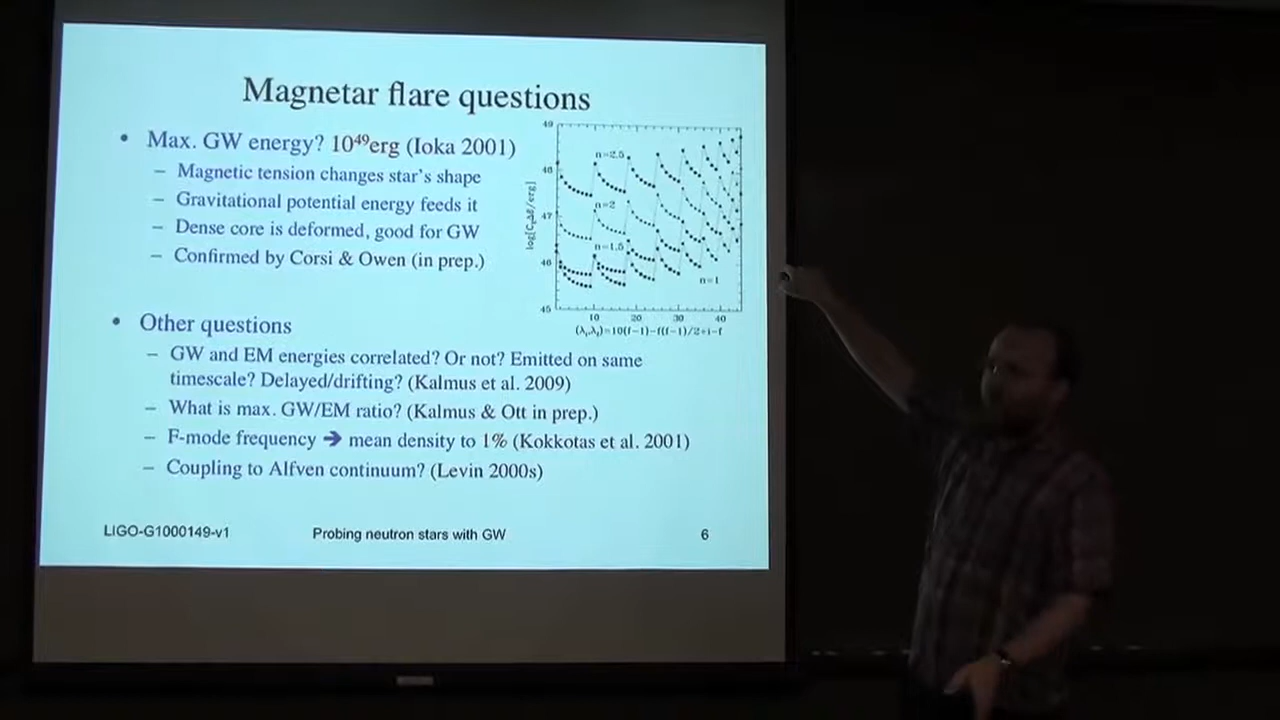 Magnetar flare questions
• Max. GW energy? 10⁴⁹erg (Ioka 2001)
– Magnetic tension changes star's shape
– Gravitational potential energy feeds it
– Dense core is deformed, good for GW
– Confirmed by Corsi & Owen (in prep.)
49
48
47
46
45
n=2.5
n=2
n=1.5
n=1
10 20 30 40
• Other questions
– GW and EM energies correlated? Or not? Emitted on same
timescale? Delayed/drifting? (Kalmus et al. 2009)
– What is max. GW/EM ratio? (Kalmus & Ott in prep.)
– F-mode frequency ➔ mean density to 1% (Kokkotas et al. 2001)
– Coupling to Alfven continuum? (Levin 2000s)
LIGO-G1000149-v1 Probing neutron stars with GW 6